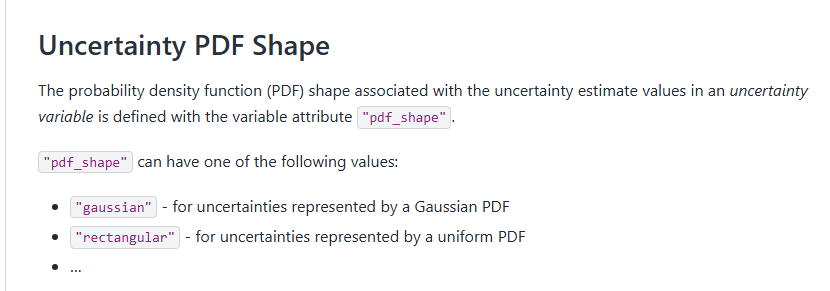 Uncertainty PDF Shape
The probability density function (PDF) shape associated with the uncertainty estimate values in an uncertainty
variable is defined with the variable attribute "pdf_shape".
"pdf_shape" can have one of the following values:
• "gaussian" - for uncertainties represented by a Gaussian PDF
• "rectangular" - for uncertainties represented by a uniform PDF
• ...